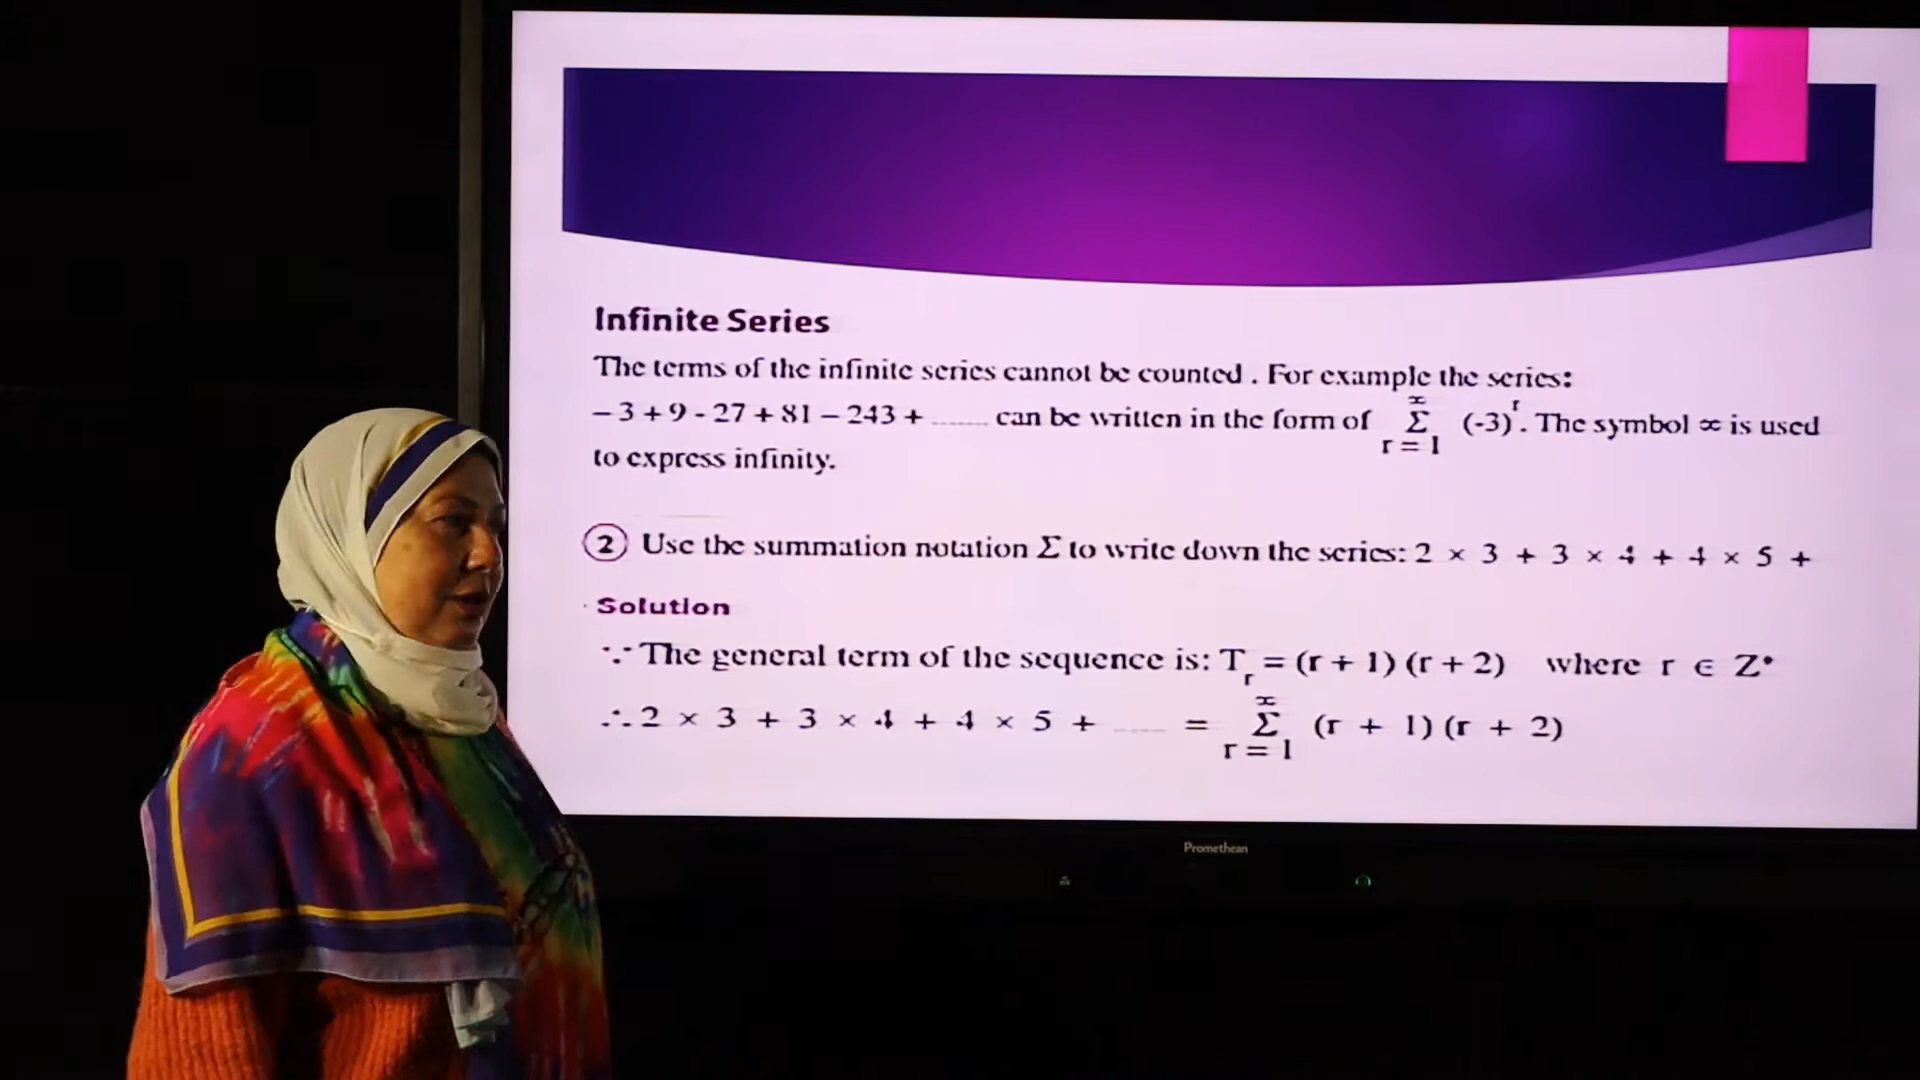 Infinite Series
The terms of the infinite series cannot be counted . For example the series:
– 3 + 9 - 27 + 81 – 243 + ........ can be written in the form of ∞ Σ r = 1 (-3)^r . The symbol ∞ is used
to express infinity.
2 Use the summation notation Σ to write down the series: 2 × 3 + 3 × 4 + 4 × 5 +
Solution
∵ The general term of the sequence is: T_r = (r + 1) (r + 2) where r ∈ Z⁺
∴ 2 × 3 + 3 × 4 + 4 × 5 + ........ = ∞ Σ r = 1 (r + 1) (r + 2)
Promethean